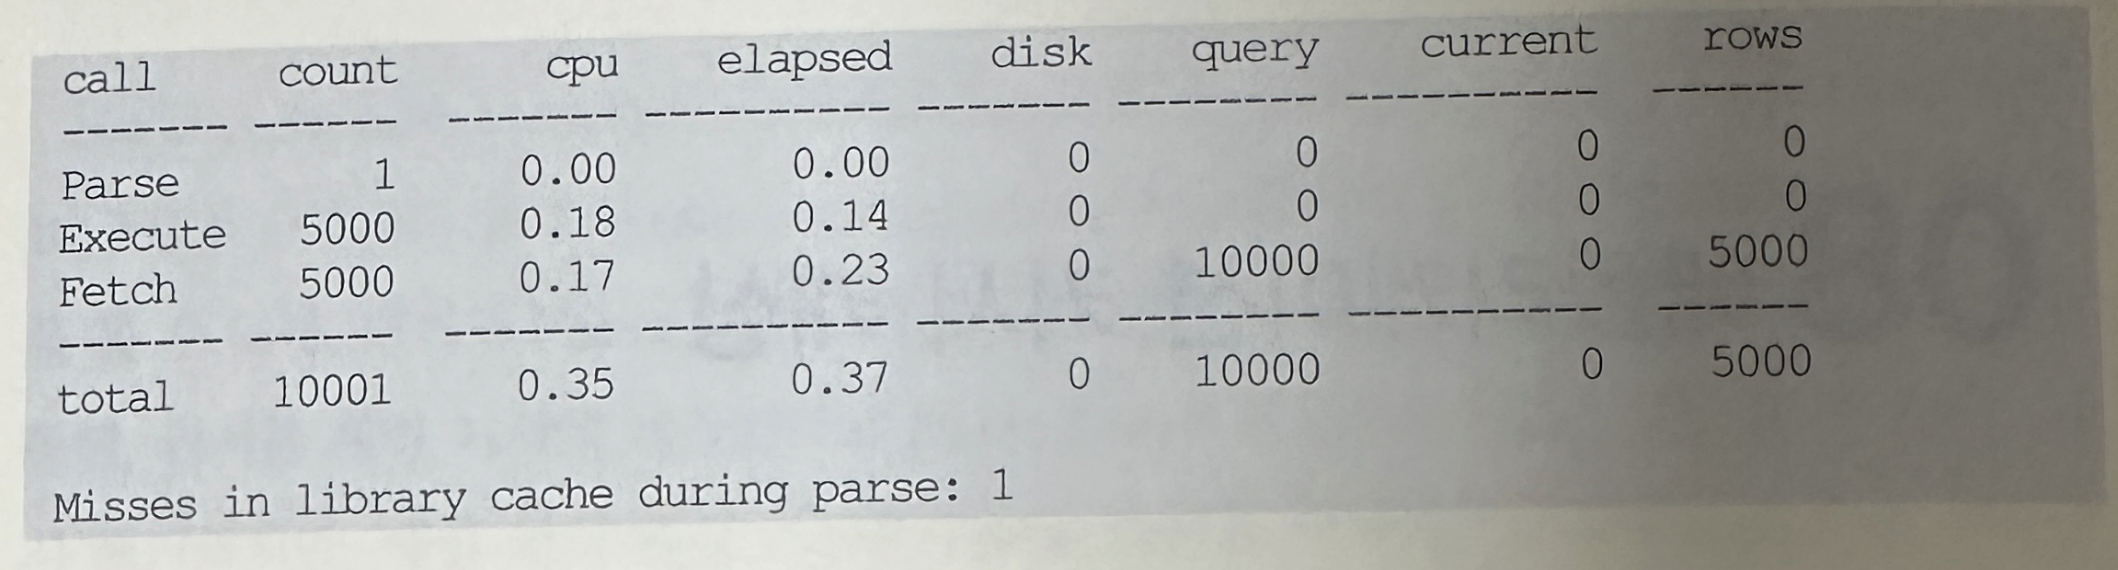 call count cpu elapsed disk query current rows
------- ------ ------- ---------- ------- -------- ---------- ------
Parse 1 0.00 0.00 0 0 0 0
Execute 5000 0.18 0.14 0 0 0 0
Fetch 5000 0.17 0.23 0 10000 0 5000
------- ------ ------- ---------- ------- -------- ---------- ------
total 10001 0.35 0.37 0 10000 0 5000
Misses in library cache during parse: 1